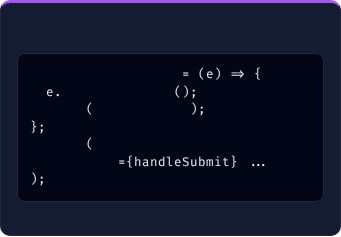 = (e) => {
e. ();
( );
};
(
={handleSubmit} ...
);